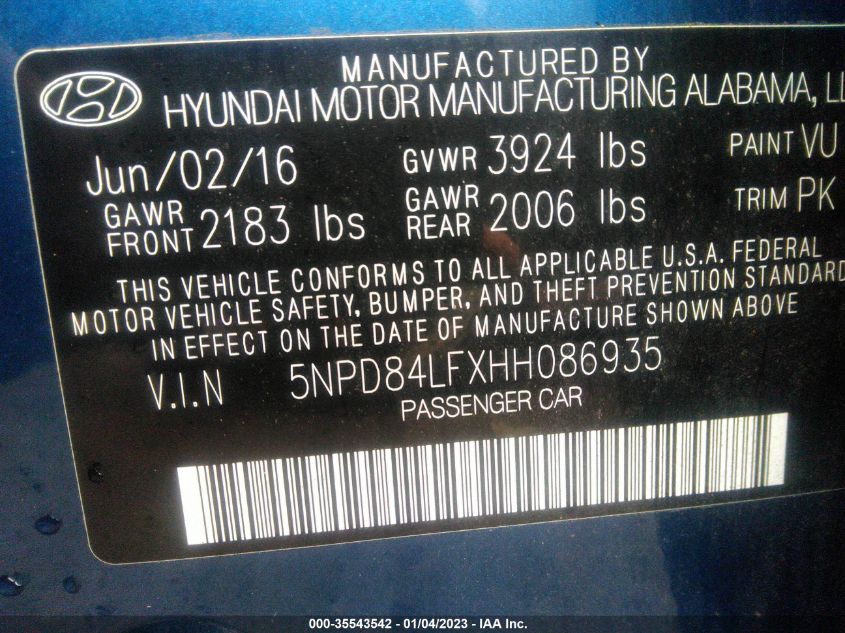 MANUFACTURED BY
HYUNDAI MOTOR MANUFACTURING ALABAMA,
Jun/02/16 GVWR 3924 lbs PAINT VU
GAWR FRONT 2183 lbs GAWR REAR 2006 lbs TRIM PK
THIS VEHICLE CONFORMS TO ALL APPLICABLE U.S.A. FEDERAL
MOTOR VEHICLE SAFETY, BUMPER, AND THEFT PREVENTION STANDARD
IN EFFECT ON THE DATE OF MANUFACTURE SHOWN ABOVE
V.I.N 5NPD84LFXHH086935
PASSENGER CAR
000-35543542 - 01/04/2023 - IAA Inc.